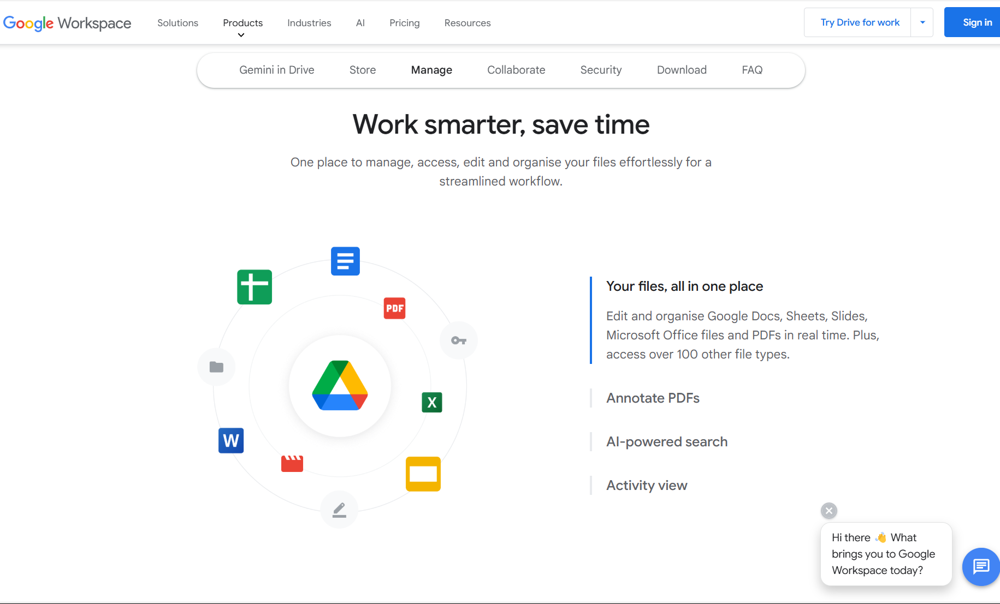 Google Workspace
Solutions
Products
Industries
AI
Pricing
Resources
Try Drive for work
Sign in
Gemini in Drive
Store
Manage
Collaborate
Security
Download
FAQ
Work smarter, save time
One place to manage, access, edit and organise your files effortlessly for a
streamlined workflow.
PDF
X
W
Your files, all in one place
Edit and organise Google Docs, Sheets, Slides,
Microsoft Office files and PDFs in real time. Plus,
access over 100 other file types.
Annotate PDFs
AI-powered search
Activity view
Hi there 👋 What
brings you to Google
Workspace today?